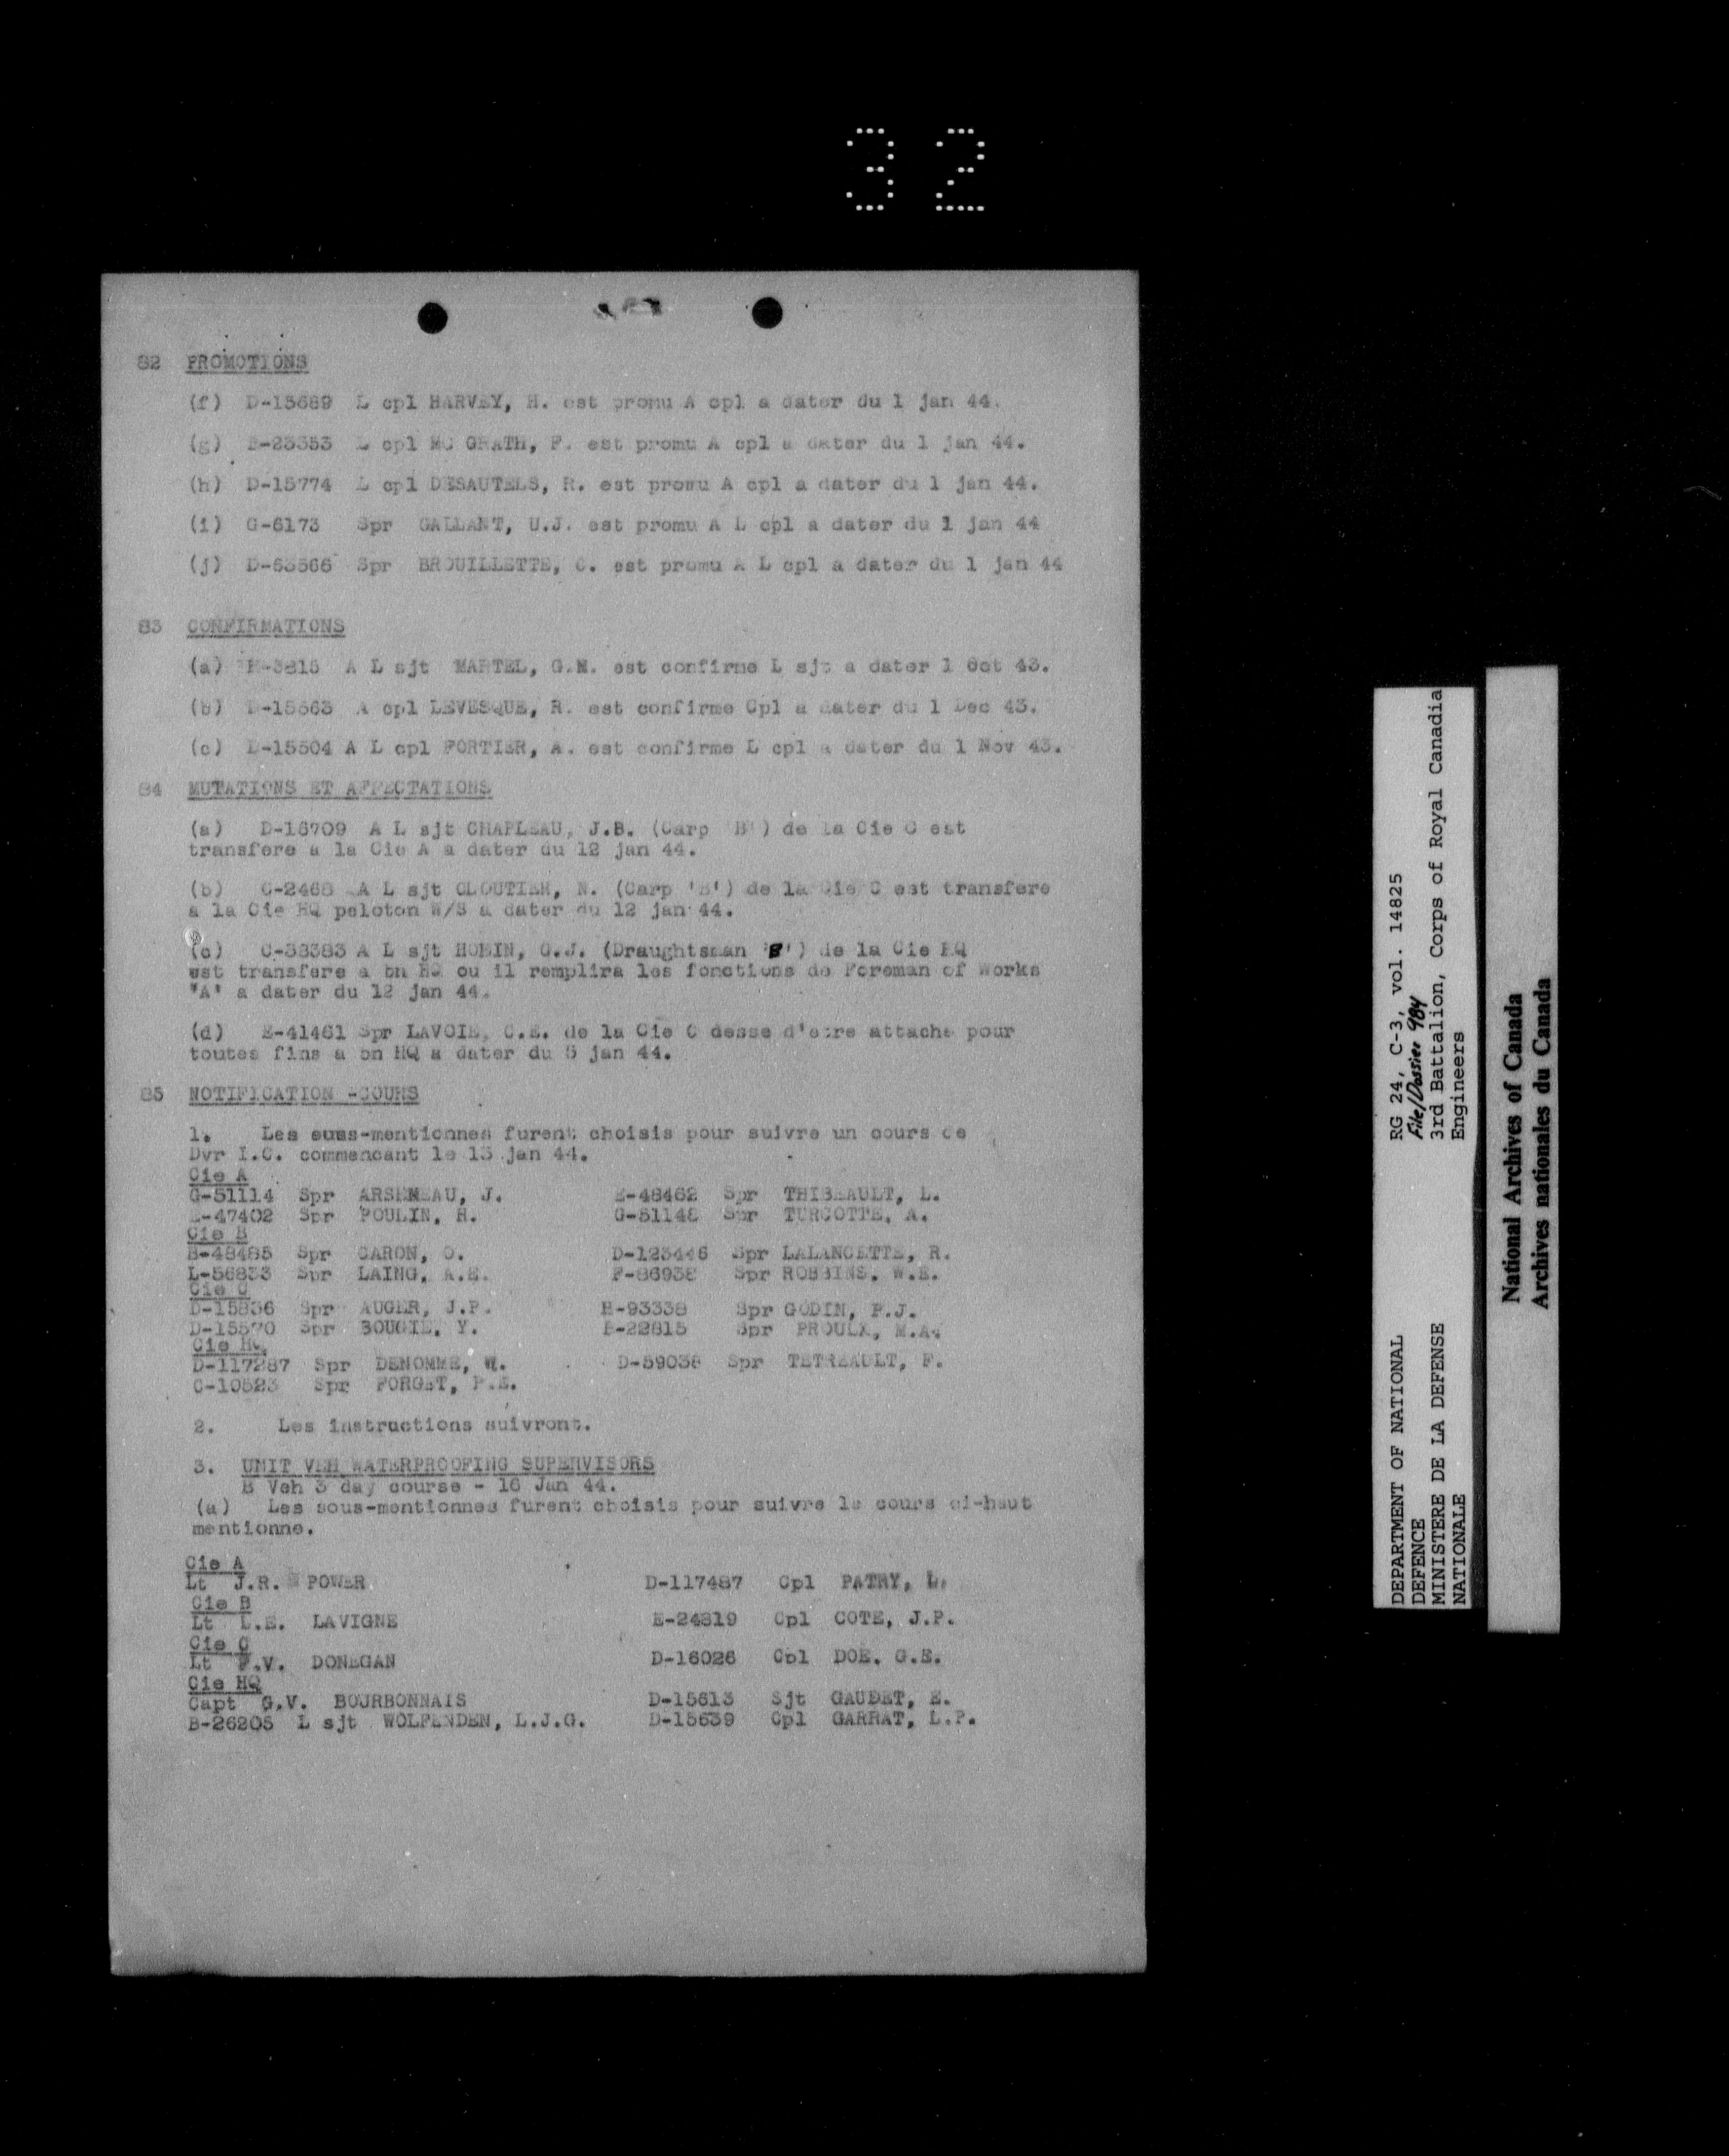 32
82 PROMOTIONS
(f) D-15689 L cpl HARVEY, H. est promu A cpl a dater du 1 jan 44.
(g) E-23353 L cpl MC GRATH, F. est promu A cpl a dater du 1 jan 44.
(h) D-15774 L cpl DESAUTELS, R. est promu A cpl a dater du 1 jan 44.
(i) G-6173 Spr GALLANT, U.J. est promu A L cpl a dater du 1 jan 44
(j) D-63566 Spr BROUILLETTE, C. est promu A L cpl a dater du 1 jan 44
83 CONFIRMATIONS
(a) A L sjt MARTEL, G.N. est confirme L sjt a dater 1 Oct 43.
(b) D-15563 A cpl LEVESQUE, R. est confirme Cpl a dater du 1 Dec 43.
(c) D-15504 A L cpl FORTIER, A. est confirme L cpl a dater du 1 Nov 43.
84 MUTATIONS ET AFFECTATIONS
(a) D-16709 A L sjt CHAPLEAU, J.B. (Carp 'B') de la Cie C est
transfere a la Cie A a dater du 12 jan 44.
(b) C-2468 A L sjt CLOUTIER, N. (Carp 'B') de la Cie C est transfere
a la Cie HQ peloton W/S a dater du 12 jan 44.
(c) C-38383 A L sjt HOBIN, G.J. (Draughtsman 'B') de la Cie HQ
est transfere a bn HQ ou il remplira les fonctions de Foreman of Works
"A" a dater du 12 jan 44.
(d) E-41461 Spr LAVOIE, C.E. de la Cie C desse d'etre attache pour
toutes fins a bn HQ a dater du 5 jan 44.
85 NOTIFICATION -COURS
1. Les suss-mentionnes furent choisis pour suivre un cours de
Dvr I.C. commencant le 13 jan 44.
Cie A
G-51114 Spr ARSENEAU, J. E-48462 Spr THIBEAULT, L.
E-47402 Spr POULIN, H. G-51148 Spr TURCOTTE, A.
Cie B
B-48485 Spr CARON, O. D-123446 Spr LALANCETTE, R.
L-56833 Spr LAING, A.E. F-86938 Spr ROBBINS, W.E.
Cie C
D-15836 Spr AUGER, J.P. H-93338 Spr GODIN, P.J.
D-15570 Spr BOUGIE, Y. B-22815 Spr PROULX, M.A.
Cie HQ
D-117287 Spr DENOMME, W. D-59038 Spr TETREAULT, F.
C-10523 Spr FORGET, P.E.
2. Les instructions suivront.
3. UNIT VEH WATERPROOFING SUPERVISORS
B Veh 3 day course - 16 Jan 44.
(a) Les sous-mentionnes furent choisis pour suivre le cours ci-haut
mentionne.
Cie A
Lt J.R. POWER D-117487 Cpl PATRY, L.
Cie B
Lt L.E. LAVIGNE E-24819 Cpl COTE, J.P.
Cie C
Lt F.V. DONEGAN D-16026 Cpl DOE. G.E.
Cie HQ
Capt G.V. BOURBONNAIS D-15613 Sjt GAUDET, E.
B-26205 L sjt WOLFENDEN, L.J.G. D-15639 Cpl GARRAT, L.P.
DEPARTMENT OF NATIONAL RG 24, C-3, vol. 14825
DEFENCE File/Dossier 984
MINISTERE DE LA DEFENSE 3rd Battalion, Corps of Royal Canadia
NATIONALE Engineers
National Archives of Canada
Archives nationales du Canada